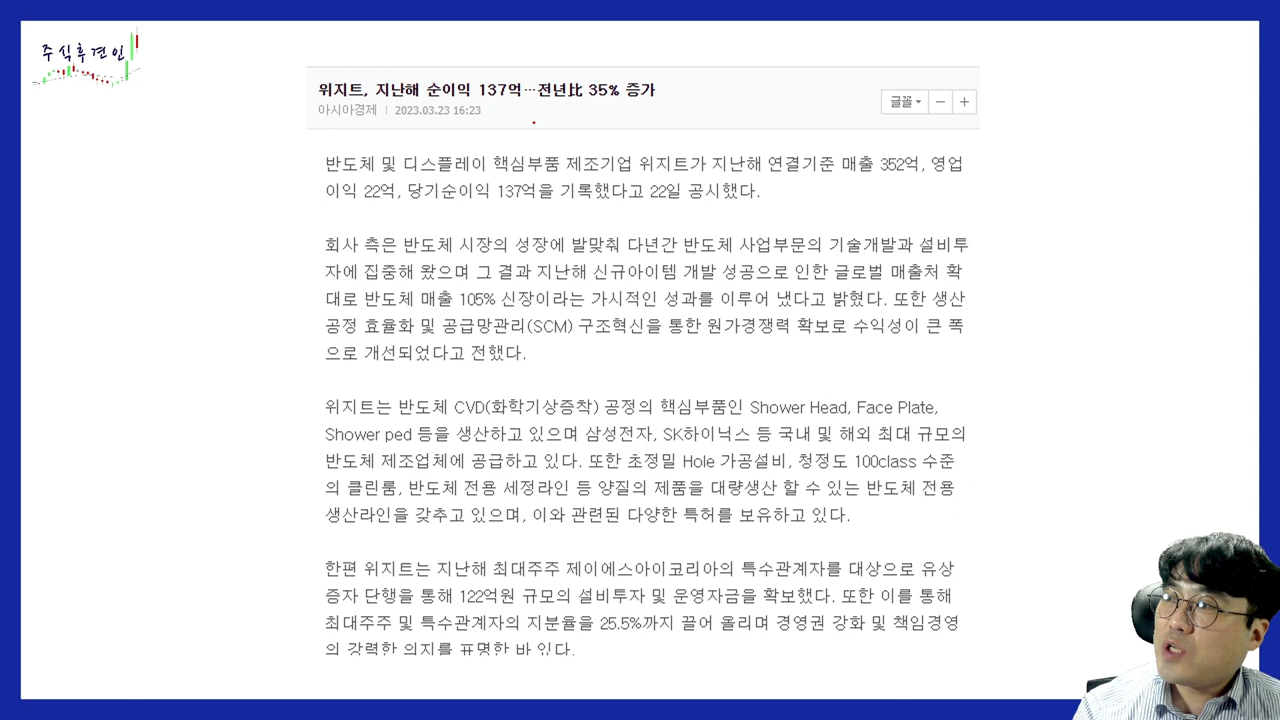 주식후견인
위지트, 지난해 순이익 137억…전년比 35% 증가
아시아경제 | 2023.03.23 16:23
글꼴
반도체 및 디스플레이 핵심부품 제조기업 위지트가 지난해 연결기준 매출 352억, 영업
이익 22억, 당기순이익 137억을 기록했다고 22일 공시했다.
회사 측은 반도체 시장의 성장에 발맞춰 다년간 반도체 사업부문의 기술개발과 설비투
자에 집중해 왔으며 그 결과 지난해 신규아이템 개발 성공으로 인한 글로벌 매출처 확
대로 반도체 매출 105% 신장이라는 가시적인 성과를 이루어 냈다고 밝혔다. 또한 생산
공정 효율화 및 공급망관리(SCM) 구조혁신을 통한 원가경쟁력 확보로 수익성이 큰 폭
으로 개선되었다고 전했다.
위지트는 반도체 CVD(화학기상증착) 공정의 핵심부품인 Shower Head, Face Plate,
Shower ped 등을 생산하고 있으며 삼성전자, SK하이닉스 등 국내 및 해외 최대 규모의
반도체 제조업체에 공급하고 있다. 또한 초정밀 Hole 가공설비, 청정도 100class 수준
의 클린룸, 반도체 전용 세정라인 등 양질의 제품을 대량생산 할 수 있는 반도체 전용
생산라인을 갖추고 있으며, 이와 관련된 다양한 특허를 보유하고 있다.
한편 위지트는 지난해 최대주주 제이에스아이코리아의 특수관계자를 대상으로 유상
증자 단행을 통해 122억원 규모의 설비투자 및 운영자금을 확보했다. 또한 이를 통해
최대주주 및 특수관계자의 지분율을 25.5%까지 끌어 올리며 경영권 강화 및 책임경영
의 강력한 의지를 표명한 바 있다.